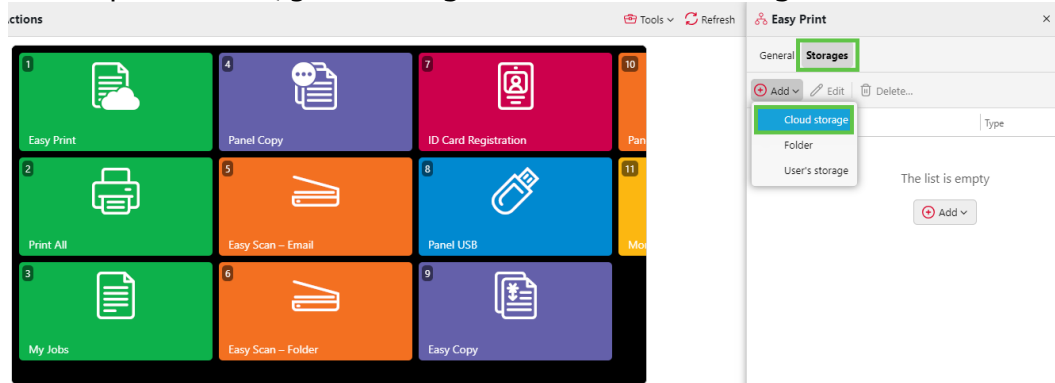 ctions
Tools
Refresh
Easy Print
General
Storages
Add
Edit
Delete...
Cloud storage
Type
Folder
User's storage
The list is empty
Add
1
Easy Print
4
Panel Copy
7
ID Card Registration
10
Pan
2
Print All
5
Easy Scan – Email
8
Panel USB
11
Mo
3
My Jobs
6
Easy Scan – Folder
9
Easy Copy